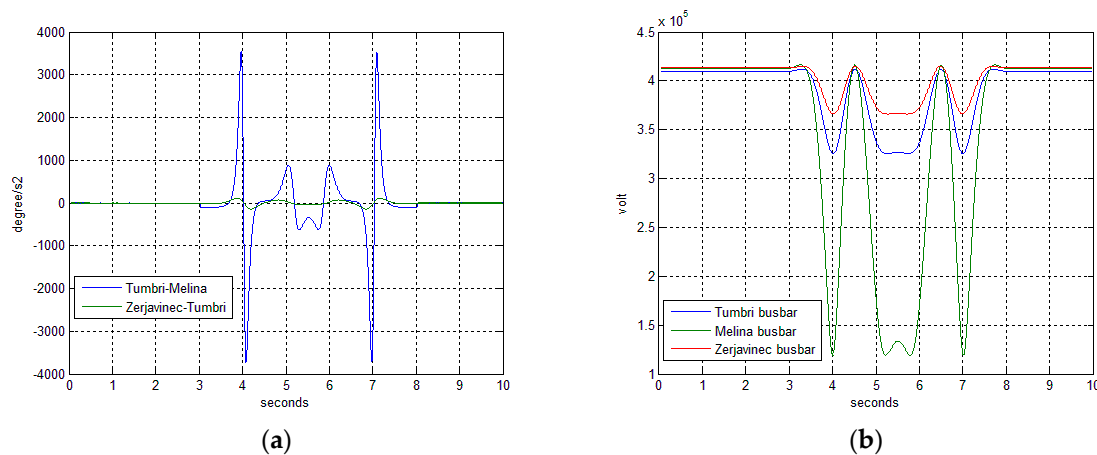 4000
3000
2000
1000
0
-1000
-2000
-3000
-4000
degree/s2
Tumbri-Melina
Zerjavinec-Tumbri
0 1 2 3 4 5 6 7 8 9 10
seconds
(a)
x 10^5
4.5
4
3.5
3
2.5
2
1.5
1
volt
Tumbri busbar
Melina busbar
Zerjavinec busbar
0 1 2 3 4 5 6 7 8 9 10
seconds
(b)